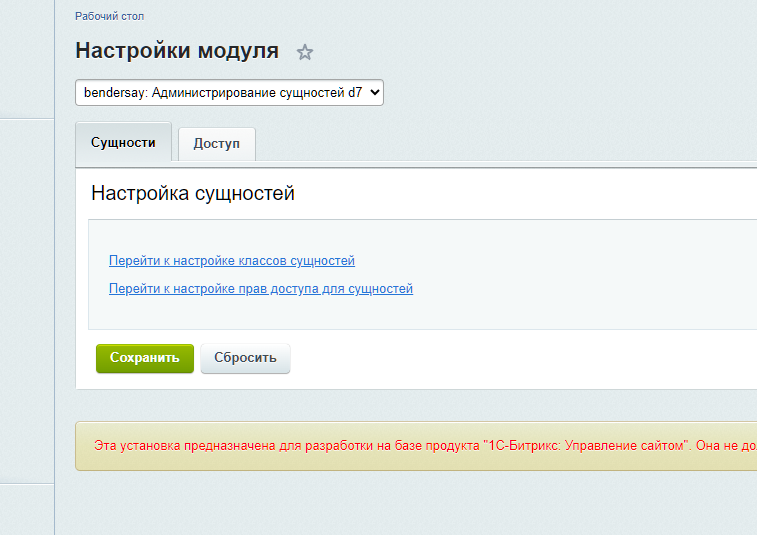 Рабочий стол
Настройки модуля
bendersay: Администрирование сущностей d7
Сущности Доступ
Настройка сущностей
Перейти к настройке классов сущностей
Перейти к настройке прав доступа для сущностей
Сохранить Сбросить
Эта установка предназначена для разработки на базе продукта "1С-Битрикс: Управление сайтом". Она не